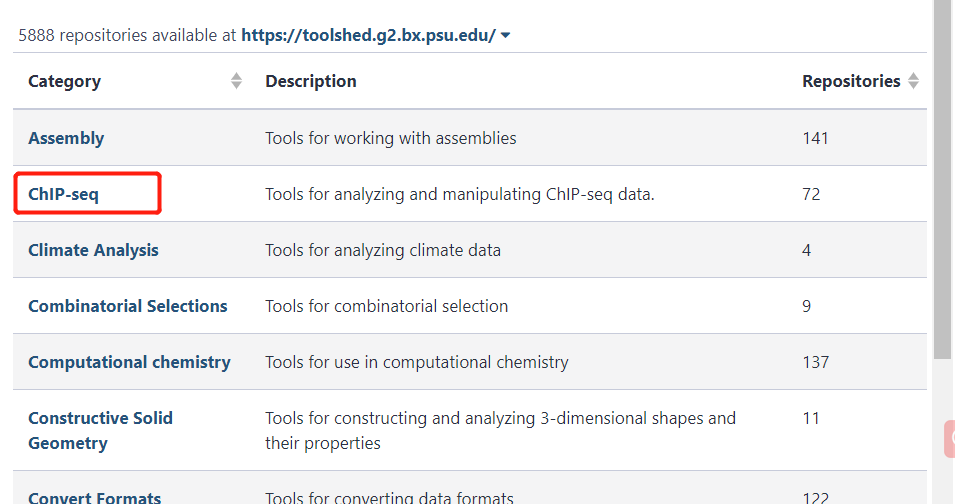 5888 repositories available at https://toolshed.g2.bx.psu.edu/
Category Description Repositories
Assembly Tools for working with assemblies 141
ChIP-seq Tools for analyzing and manipulating ChIP-seq data. 72
Climate Analysis Tools for analyzing climate data 4
Combinatorial Selections Tools for combinatorial selection 9
Computational chemistry Tools for use in computational chemistry 137
Constructive Solid Tools for constructing and analyzing 3-dimensional shapes and 11
Geometry their properties
Convert Formats Tools for converting data formats 122